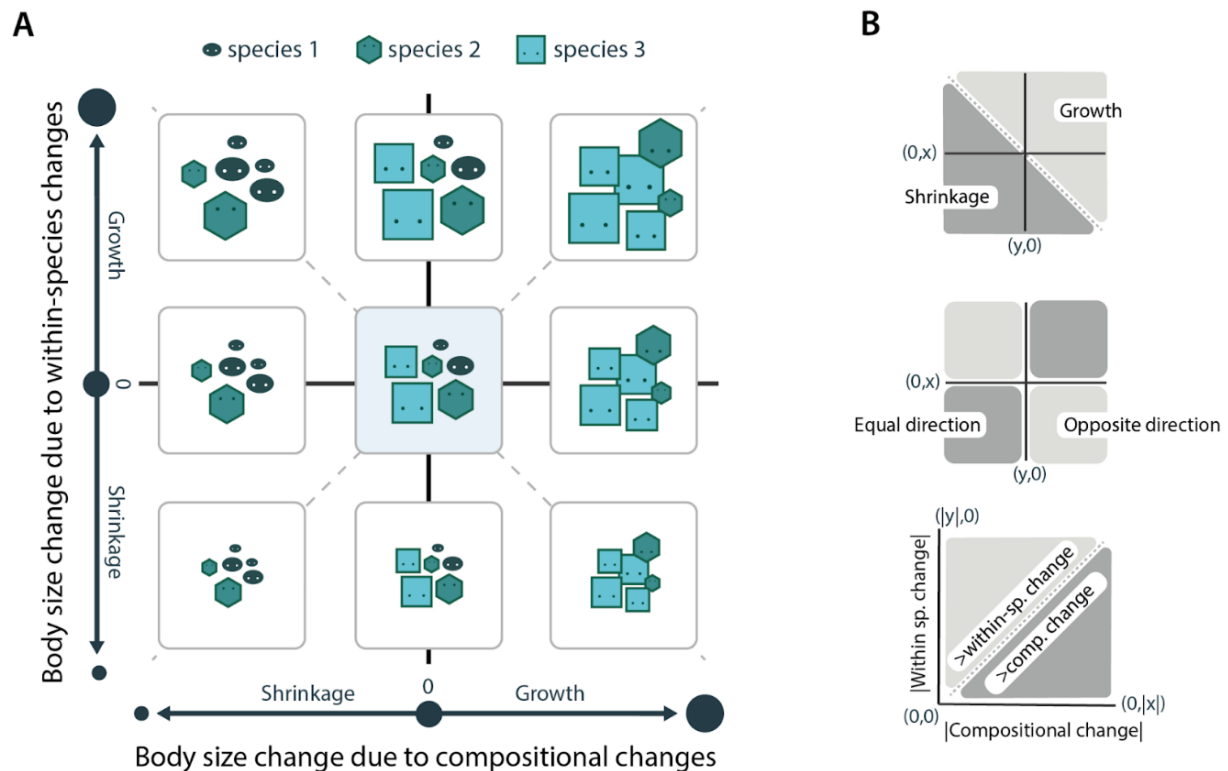 A
species 1
species 2
species 3
Body size change due to within-species changes
Growth
0
Shrinkage
Shrinkage
0
Growth
Body size change due to compositional changes
B
Growth
(0,x)
Shrinkage
(y,0)
(0,x)
Equal direction
Opposite direction
(y,0)
(|y|,0)
|Within sp. change|
>within-sp. change
>comp. change
(0,0)
(0,|x|)
|Compositional change|